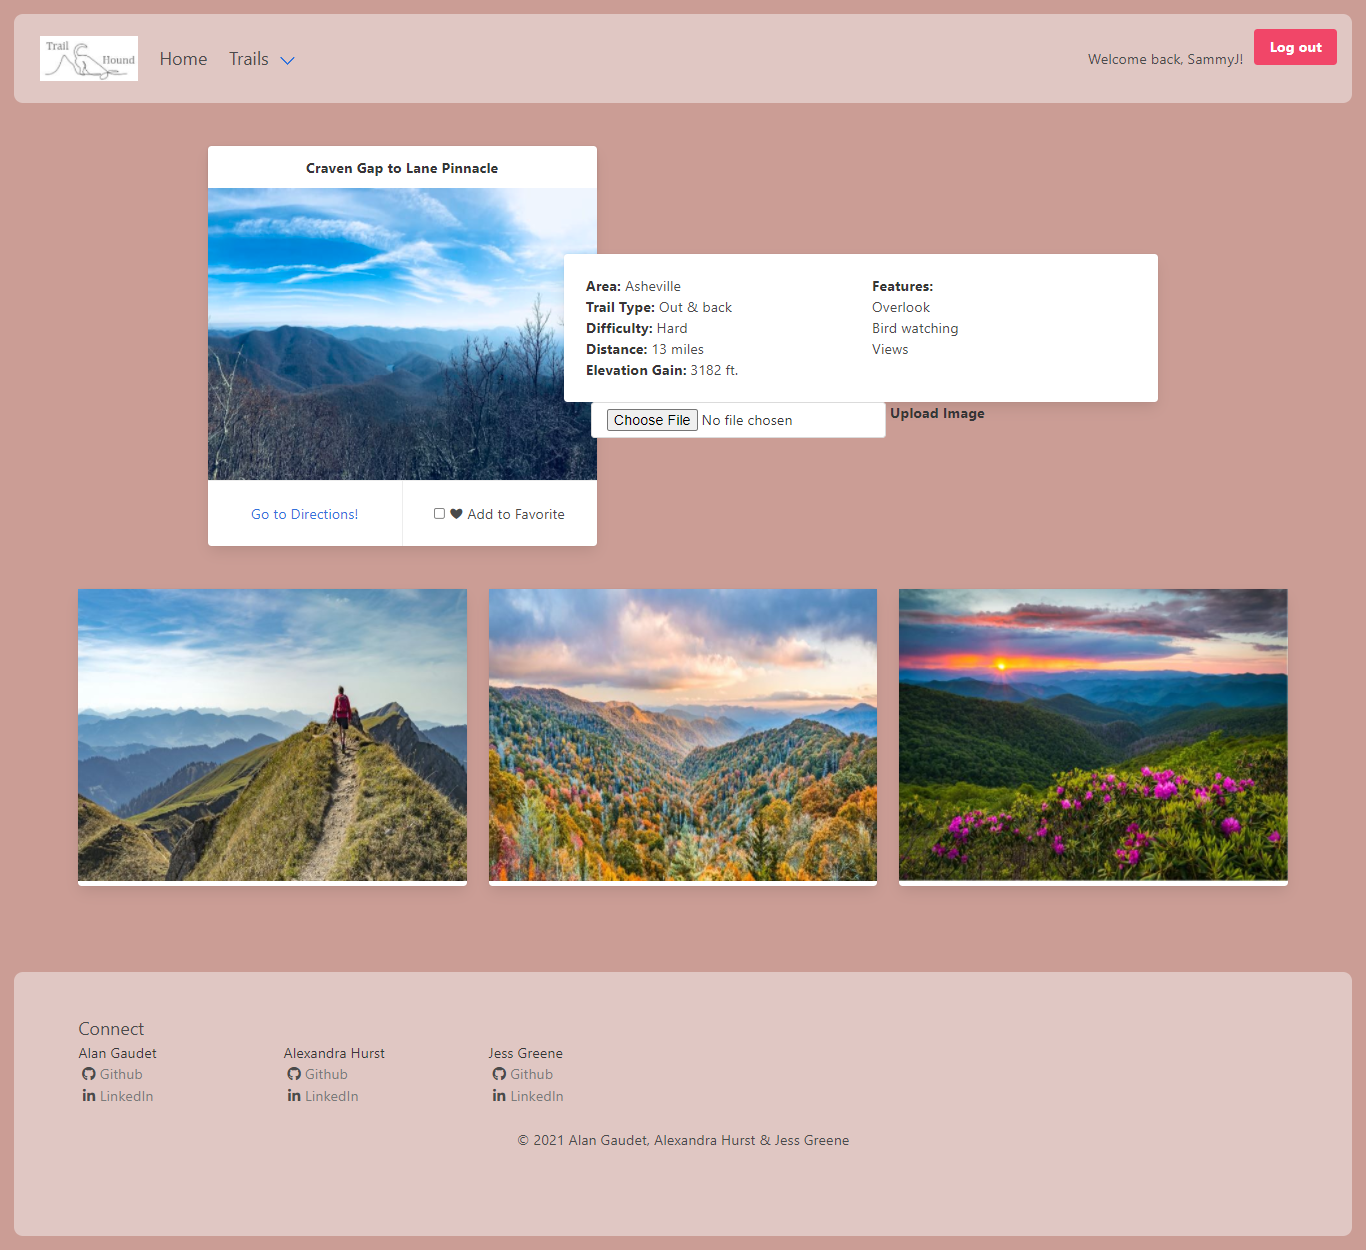 Trail
Hound
Home
Trails
Welcome back, SammyJ!
Log out
Craven Gap to Lane Pinnacle
Area: Asheville
Trail Type: Out & back
Difficulty: Hard
Distance: 13 miles
Elevation Gain: 3182 ft.
Features:
Overlook
Bird watching
Views
Choose File No file chosen
Upload Image
Go to Directions!
Add to Favorite
Connect
Alan Gaudet
Github
LinkedIn
Alexandra Hurst
Github
LinkedIn
Jess Greene
Github
LinkedIn
© 2021 Alan Gaudet, Alexandra Hurst & Jess Greene